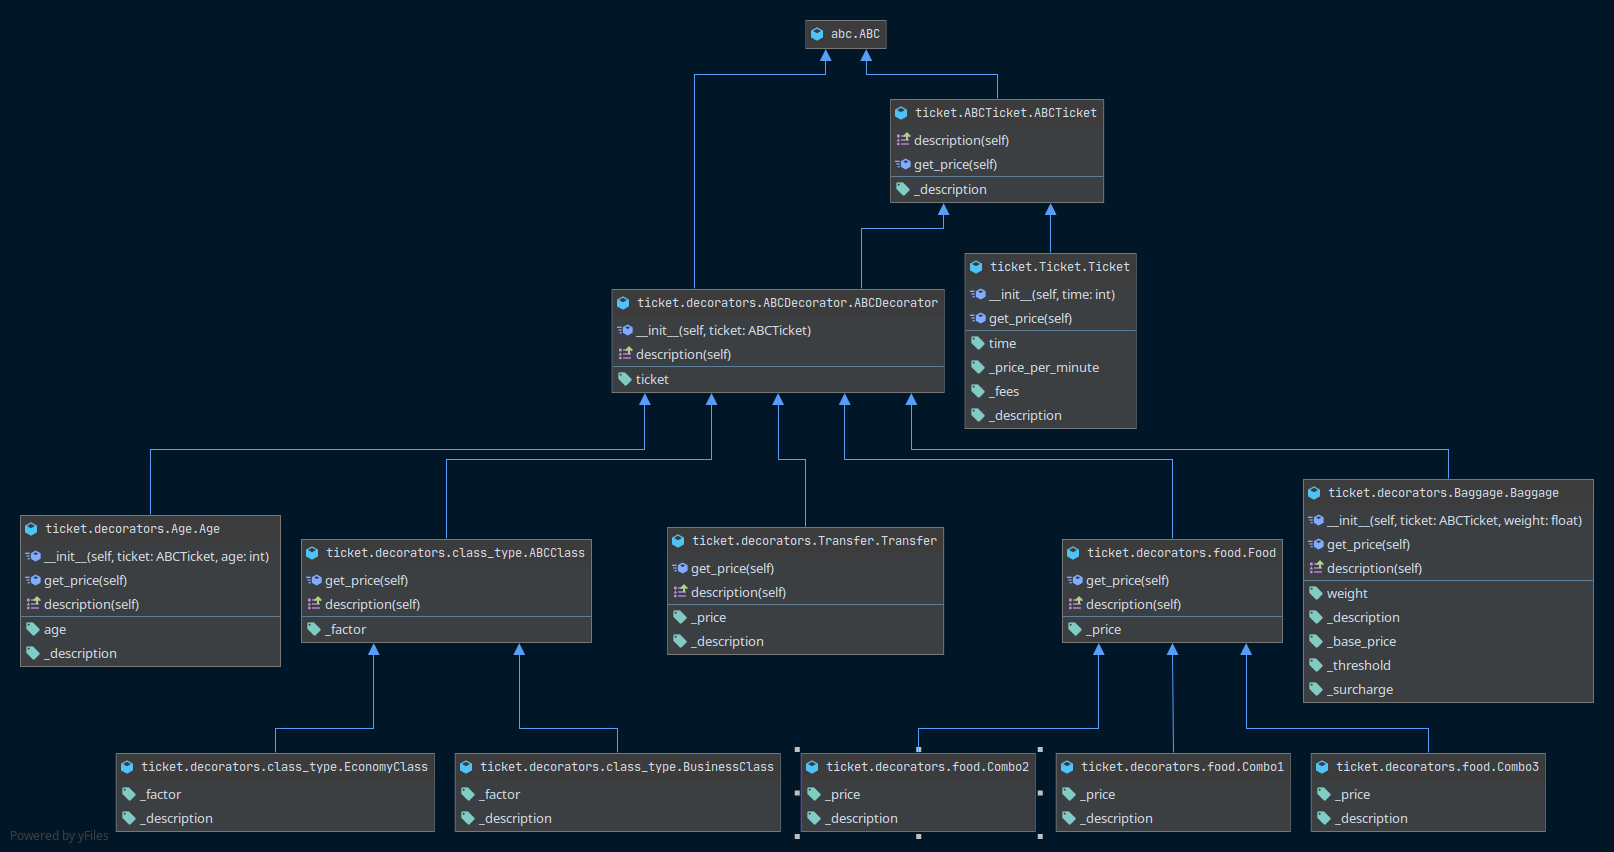 abc.ABC
ticket.ABCTicket.ABCTicket
description(self)
get_price(self)
_description
ticket.Ticket.Ticket
__init__(self, time: int)
get_price(self)
time
_price_per_minute
_fees
_description
ticket.decorators.ABCDecorator.ABCDecorator
__init__(self, ticket: ABCTicket)
description(self)
ticket
ticket.decorators.Age.Age
__init__(self, ticket: ABCTicket, age: int)
get_price(self)
description(self)
age
_description
ticket.decorators.class_type.ABCClass
get_price(self)
description(self)
_factor
ticket.decorators.Transfer.Transfer
get_price(self)
description(self)
_price
_description
ticket.decorators.food.Food
get_price(self)
description(self)
_price
ticket.decorators.Baggage.Baggage
__init__(self, ticket: ABCTicket, weight: float)
get_price(self)
description(self)
weight
_description
_base_price
_threshold
_surcharge
ticket.decorators.class_type.EconomyClass
_factor
_description
ticket.decorators.class_type.BusinessClass
_factor
_description
ticket.decorators.food.Combo2
_price
_description
ticket.decorators.food.Combo1
_price
_description
ticket.decorators.food.Combo3
_price
_description
Powered by yFiles